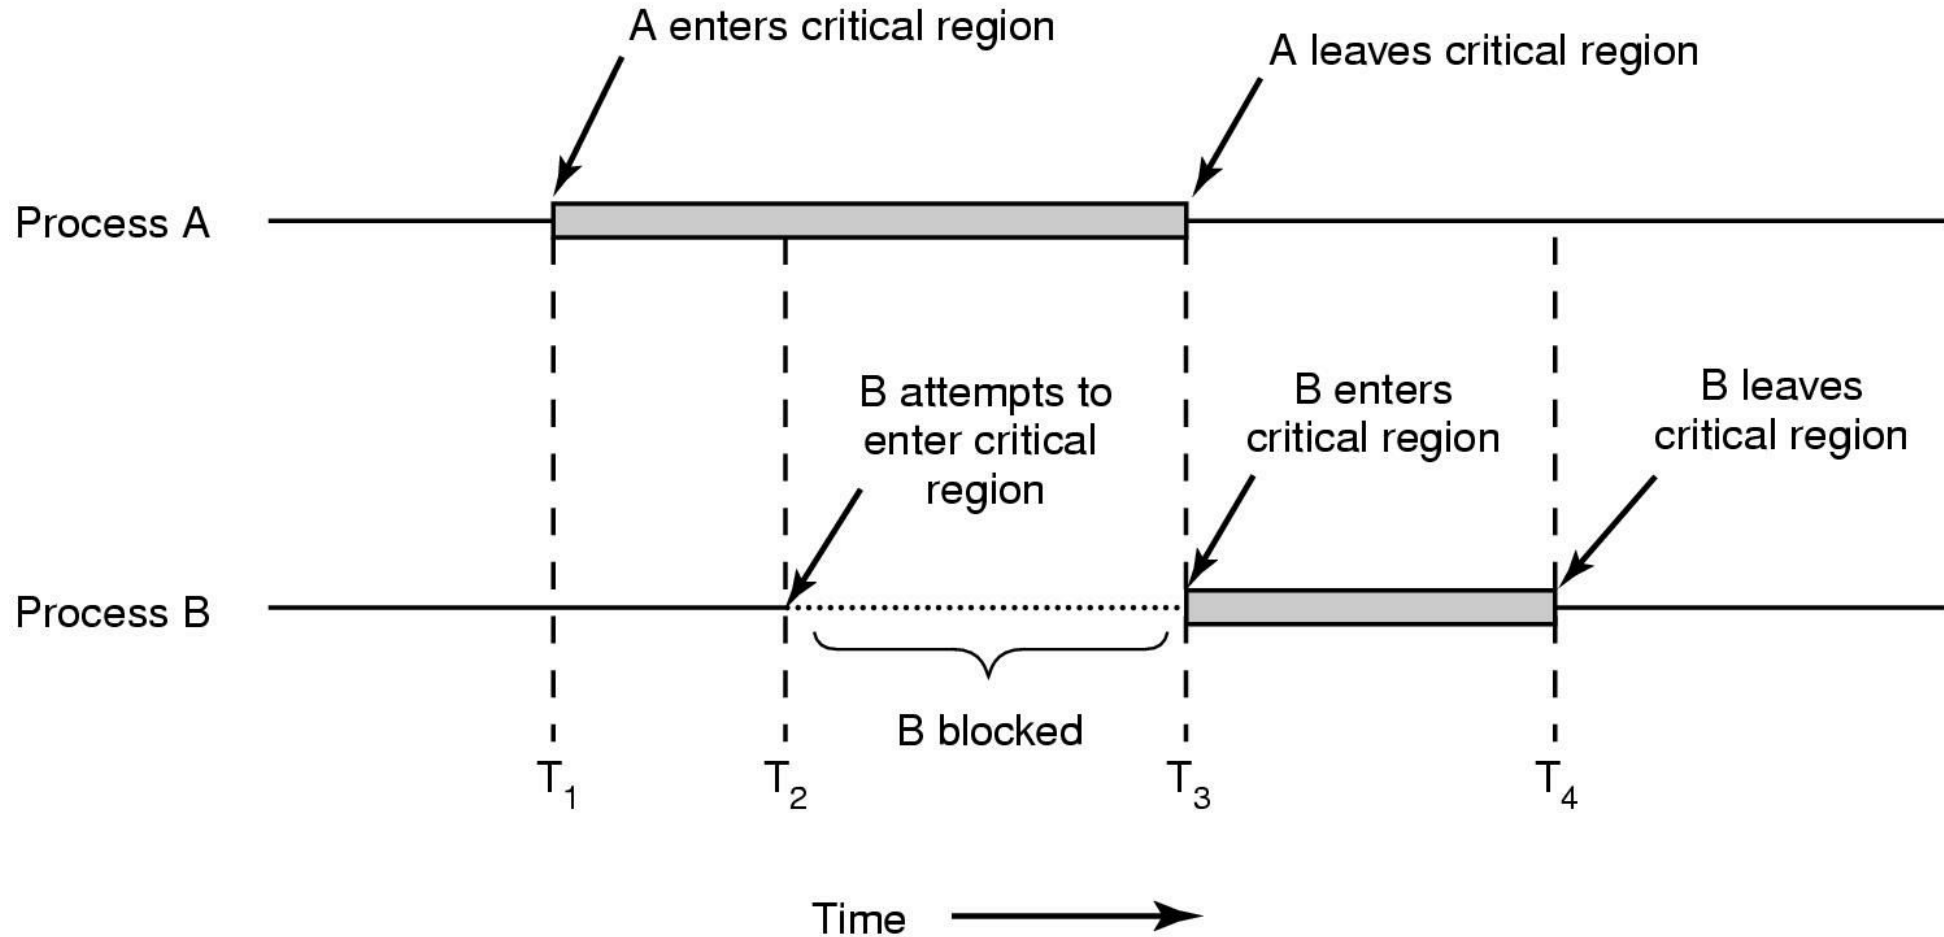 A enters critical region
A leaves critical region
Process A
B attempts to
enter critical
region
B enters
critical region
B leaves
critical region
Process B
B blocked
T1
T2
T3
T4
Time